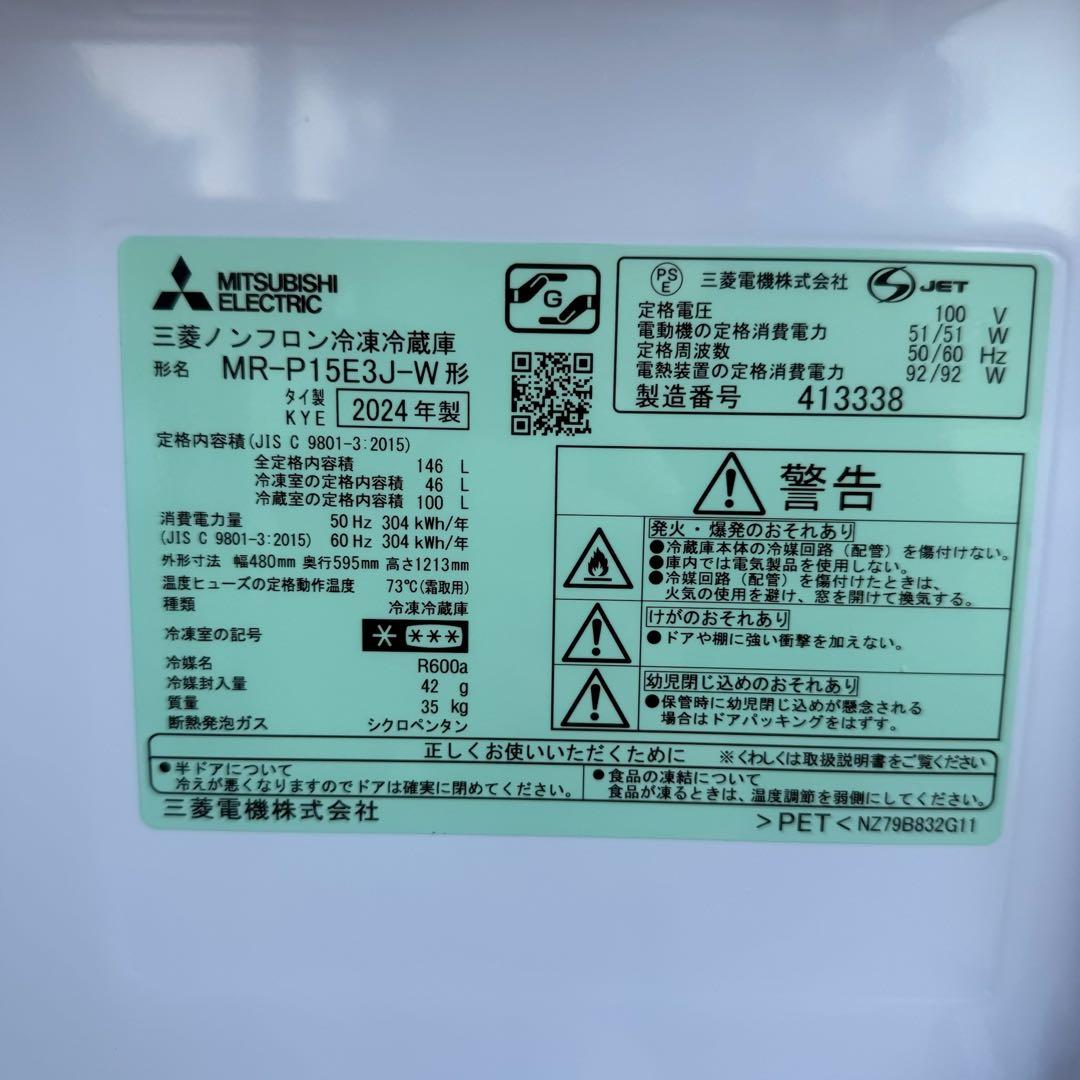 MITSUBISHI
ELECTRIC
三菱ノンフロン冷凍冷蔵庫
形名 MR-P15E3J-W形
タイ製
KYE
2024年製
定格内容積(JIS C 9801-3:2015)
全定格内容積 146 L
冷凍室の定格内容積 46 L
冷蔵室の定格内容積 100 L
消費電力量 50 Hz 304 kWh/年
(JIS C 9801-3:2015) 60 Hz 304 kWh/年
外形寸法 幅480mm 奥行595mm 高さ1213mm
温度ヒューズの定格動作温度 73℃(霜取用)
種類 冷凍冷蔵庫
冷凍室の記号 * ***
冷媒名 R600a
冷媒封入量 42 g
質量 35 kg
断熱発泡ガス シクロペンタン
G
PS
E
三菱電機株式会社
JET
定格電圧 100 V
電動機の定格消費電力 51/51 W
定格周波数 50/60 Hz
電熱装置の定格消費電力 92/92 W
製造番号 413338
警告
発火・爆発のおそれあり
●冷蔵庫本体の冷媒回路(配管)を傷付けない。
●庫内では電気製品を使用しない。
●冷媒回路(配管)を傷付けたときは、
火気の使用を避け、窓を開けて換気する。
けがのおそれあり
●ドアや棚に強い衝撃を加えない。
幼児閉じ込めのおそれあり
●保管時に幼児閉じ込めが懸念される
場合はドアパッキングをはずす。
正しくお使いいただくために ※くわしくは取扱説明書をご覧ください
●半ドアについて
冷えが悪くなりますのでドアは確実に閉めてください。
●食品の凍結について
食品が凍るときは、温度調節を弱側にしてください。
三菱電機株式会社
>PET< NZ79B832G11